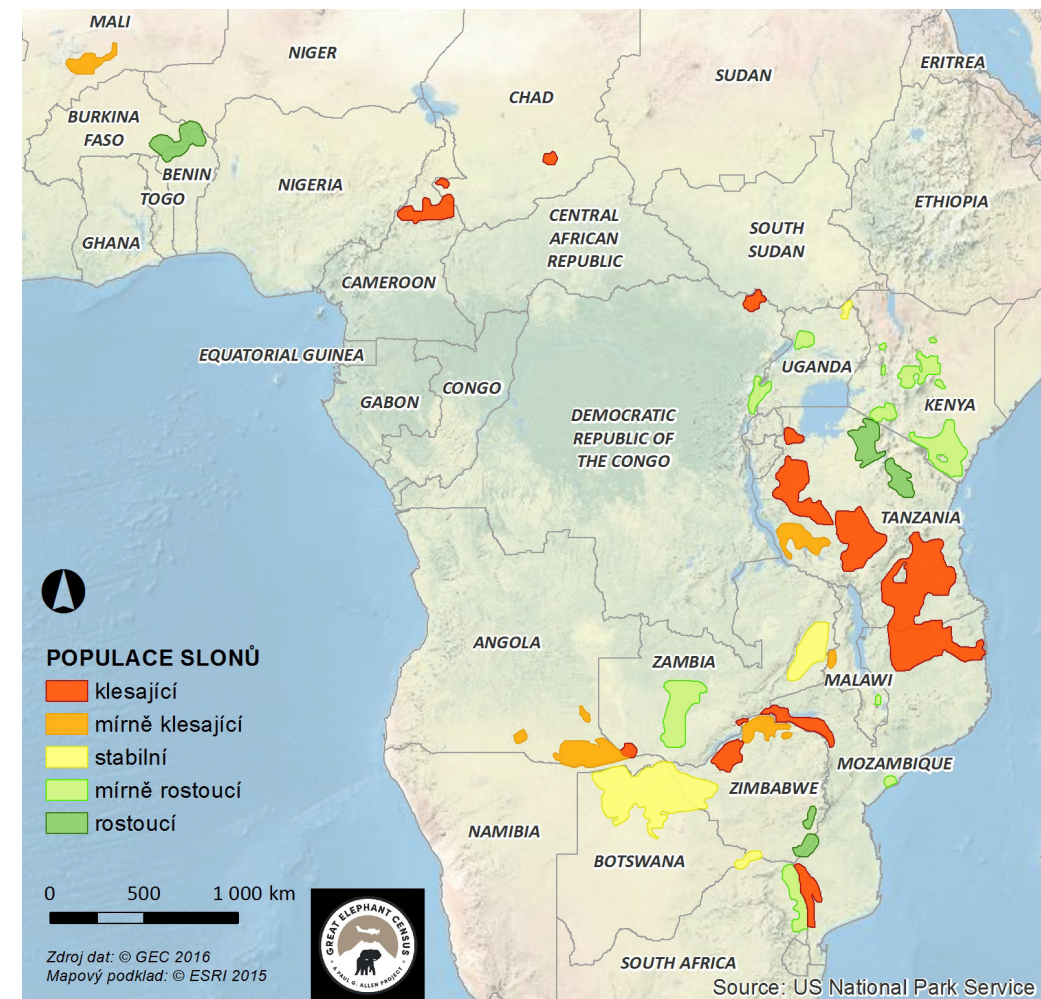 MALI
NIGER
CHAD
SUDAN
ERITREA
BURKINA
FASO
BENIN
TOGO
GHANA
NIGERIA
ETHIOPIA
CENTRAL
AFRICAN
REPUBLIC
SOUTH
SUDAN
CAMEROON
EQUATORIAL GUINEA
GABON
CONGO
UGANDA
KENYA
DEMOCRATIC
REPUBLIC OF
THE CONGO
TANZANIA
ANGOLA
ZAMBIA
MALAWI
MOZAMBIQUE
ZIMBABWE
NAMIBIA
BOTSWANA
SOUTH AFRICA
POPULACE SLONŮ
klesající
mírně klesající
stabilní
mírně rostoucí
rostoucí
0 500 1 000 km
Zdroj dat: © GEC 2016
Mapový podklad: © ESRI 2015
GREAT ELEPHANT CENSUS
A PAUL G. ALLEN PROJECT
Source: US National Park Service